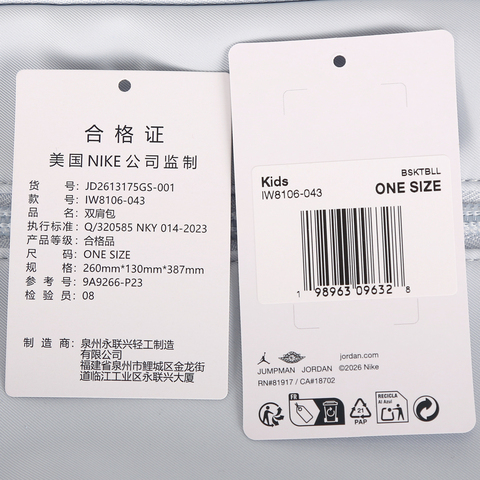 合格证
美国NIKE公司监制
货 号: JD2613175GS-001
款 号: IW8106-043
品 名: 双肩包
执行标准: Q/320585 NKY 014-2023
产品等级: 合格品
尺 码: ONE SIZE
规 格: 260mm*130mm*387mm
参 考 号: 9A9266-P23
检 验 员: 08
制 造 商: 泉州永联兴轻工制造
有限公司
福建省泉州市鲤城区金龙街
道临江工业区永联兴大厦
BSKTBLL
Kids ONE SIZE
IW8106-043
1 98963 09632 8
jordan.com
JUMPMAN JORDAN ©2026 Nike
RN#81917 / CA#18702
FR
21
PAP
RECICLA
Al Azul